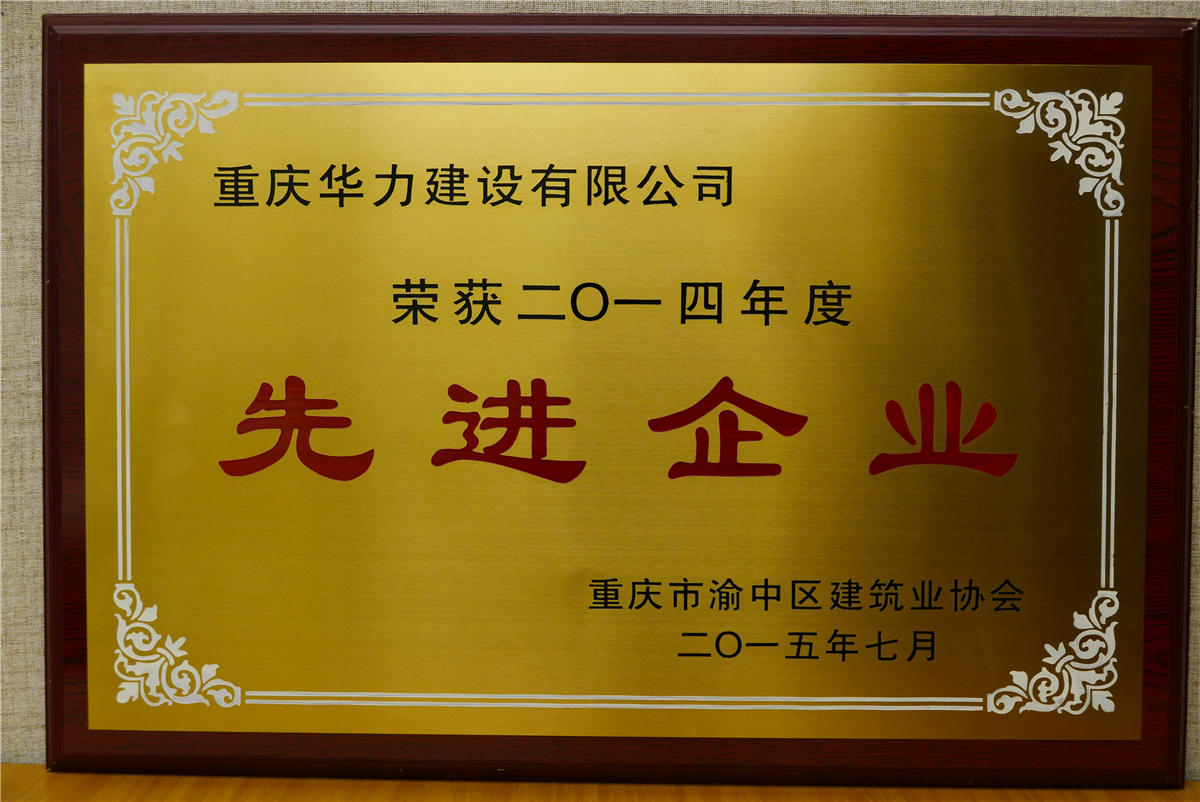 重庆华力建设有限公司
荣获二〇一四年度
先进企业
重庆市渝中区建筑业协会
二〇一五年七月